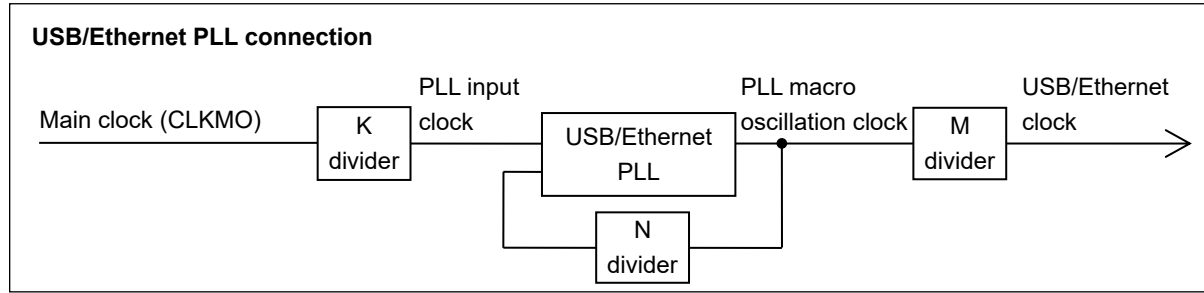 USB/Ethernet PLL connection
Main clock (CLKMO)
K
divider
PLL input
clock
USB/Ethernet
PLL
PLL macro
oscillation clock
M
divider
USB/Ethernet
clock
N
divider